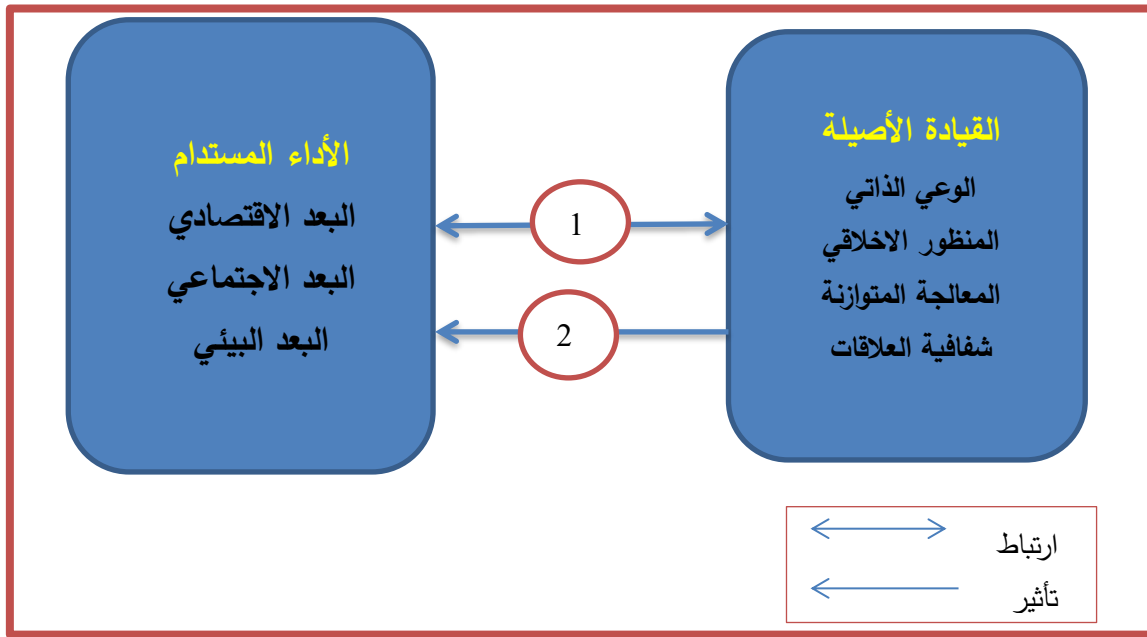 القيادة الأصيلة
الوعي الذاتي
المنظور الاخلاقي
المعالجة المتوازنة
شفافية العلاقات
1
2
الأداء المستدام
البعد الاقتصادي
البعد الاجتماعي
البعد البيئي
ارتباط
تأثير